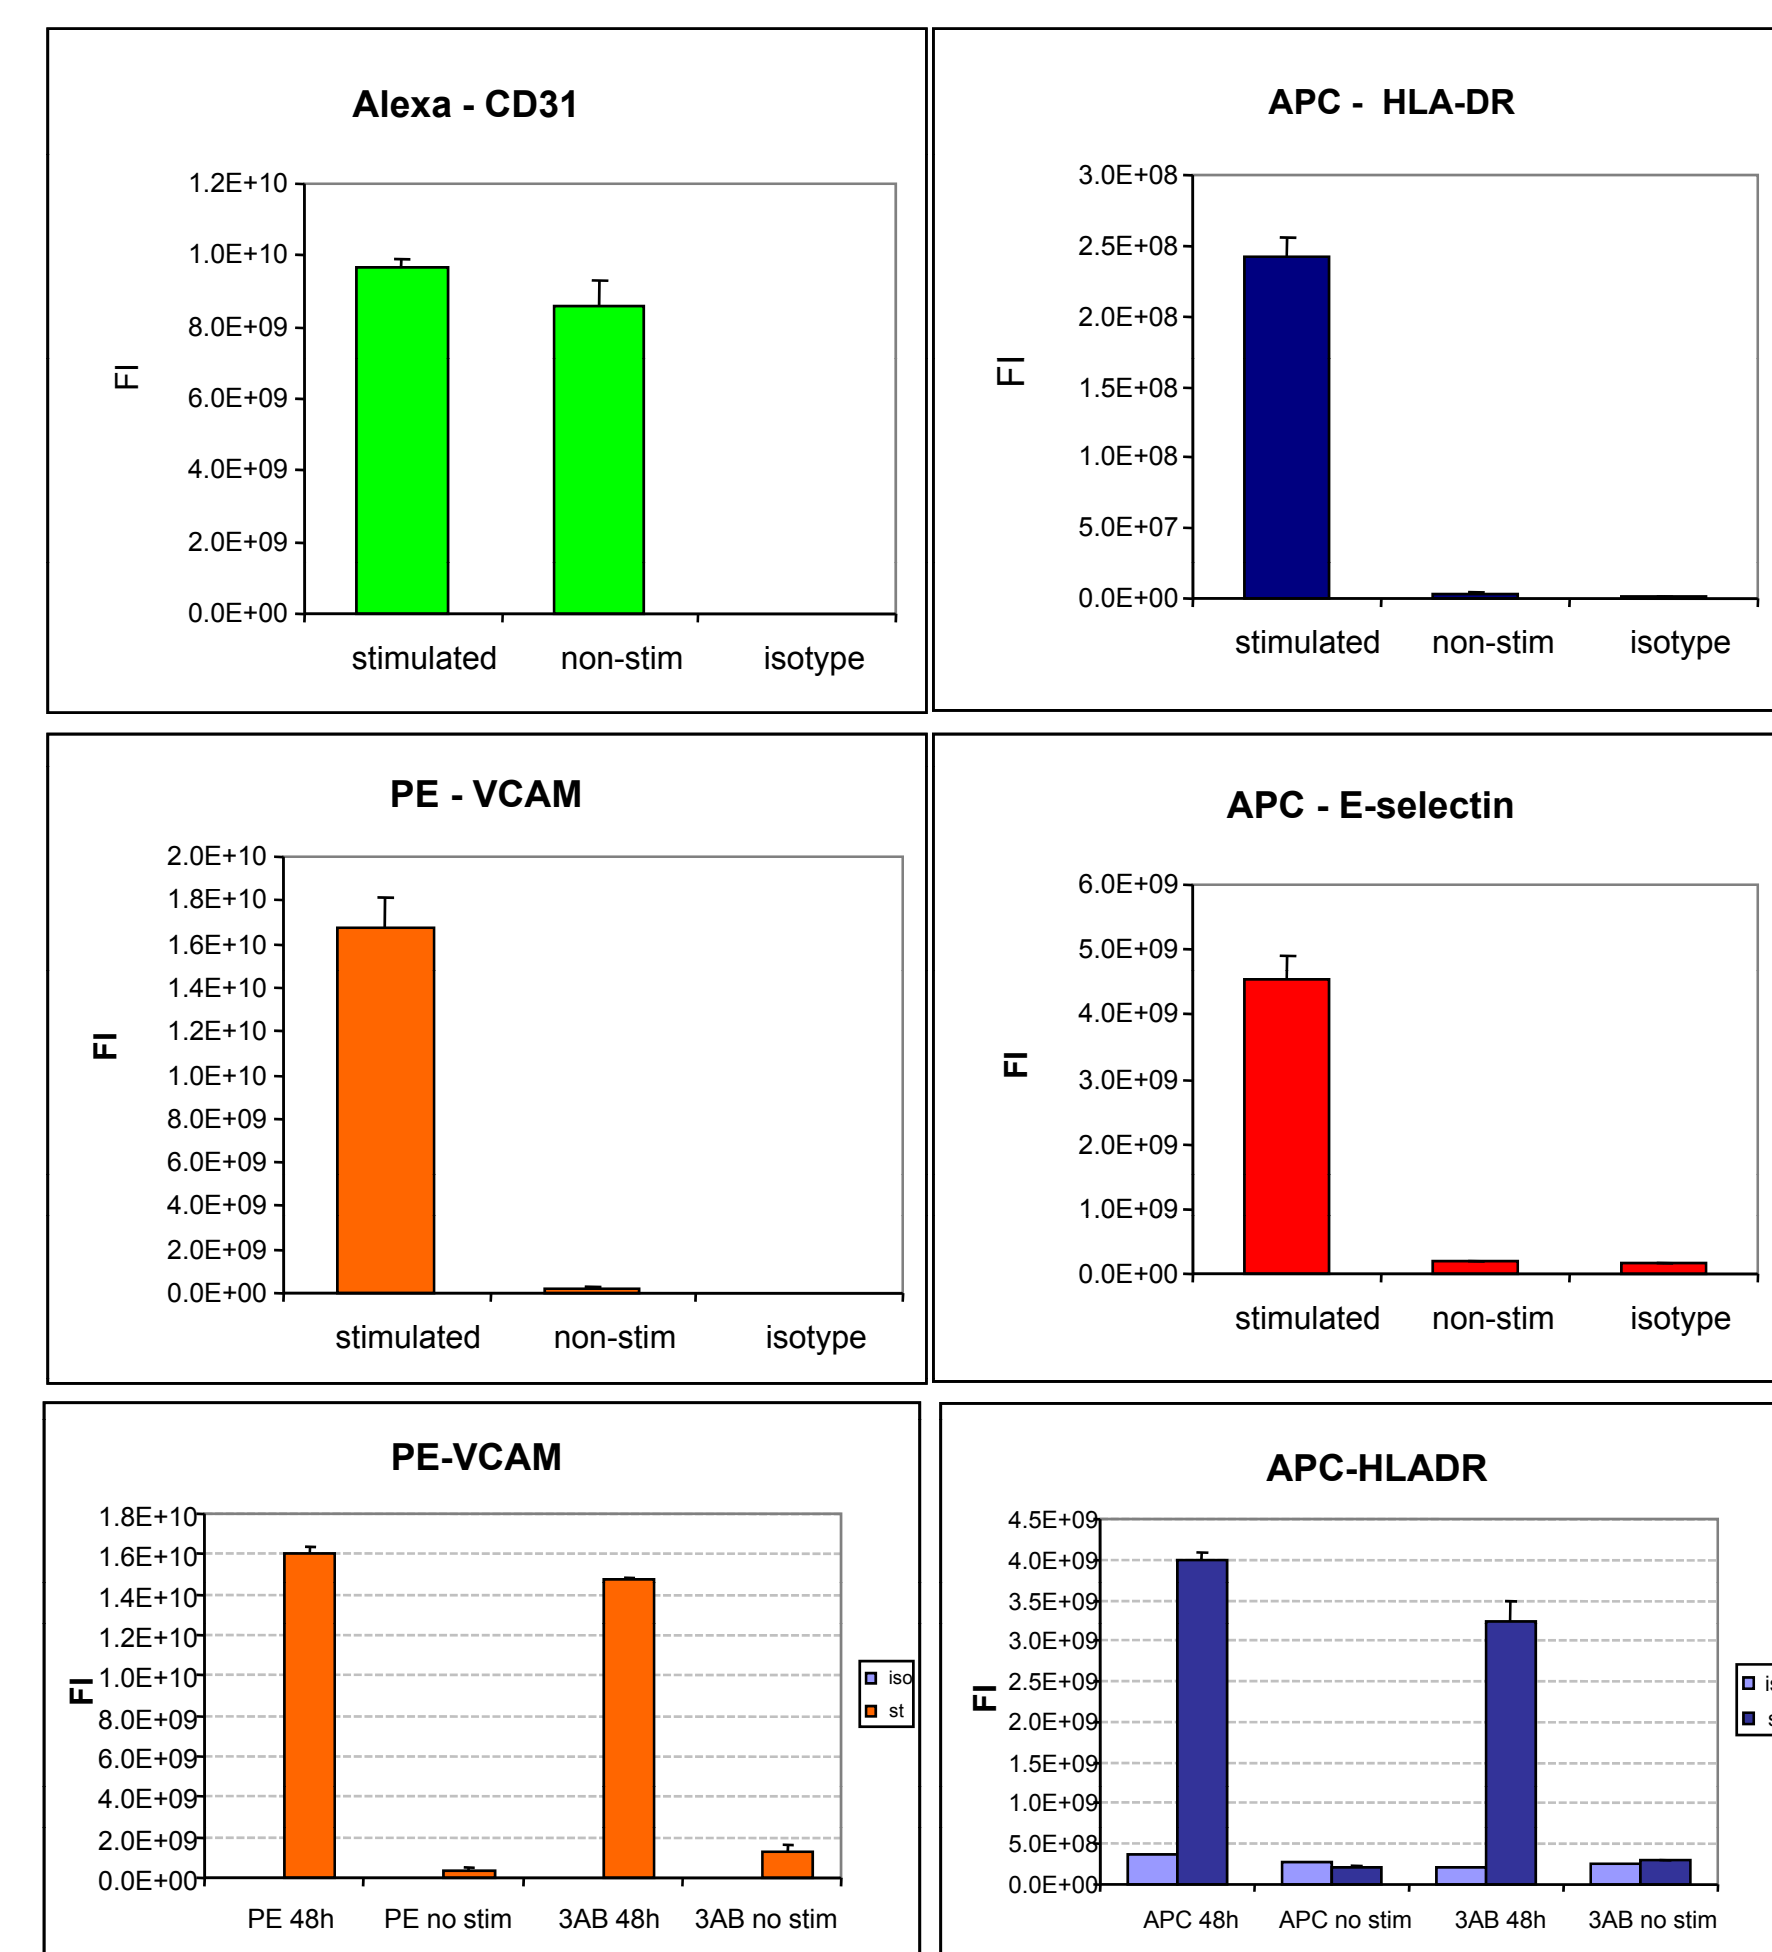 Alexa - CD31
1.2E+10
1.0E+10
8.0E+09
6.0E+09
4.0E+09
2.0E+09
0.0E+00
FI
stimulated non-stim isotype
APC - HLA-DR
3.0E+08
2.5E+08
2.0E+08
1.5E+08
1.0E+08
5.0E+07
0.0E+00
FI
stimulated non-stim isotype
PE - VCAM
2.0E+10
1.8E+10
1.6E+10
1.4E+10
1.2E+10
1.0E+10
8.0E+09
6.0E+09
4.0E+09
2.0E+09
0.0E+00
FI
stimulated non-stim isotype
APC - E-selectin
6.0E+09
5.0E+09
4.0E+09
3.0E+09
2.0E+09
1.0E+09
0.0E+00
FI
stimulated non-stim isotype
PE-VCAM
1.8E+10
1.6E+10
1.4E+10
1.2E+10
1.0E+10
8.0E+09
6.0E+09
4.0E+09
2.0E+09
0.0E+00
FI
PE 48h PE no stim 3AB 48h 3AB no stim
iso
st
APC-HLADR
4.5E+09
4.0E+09
3.5E+09
3.0E+09
2.5E+09
2.0E+09
1.5E+09
1.0E+09
5.0E+08
0.0E+00
FI
APC 48h APC no stim 3AB 48h 3AB no stim